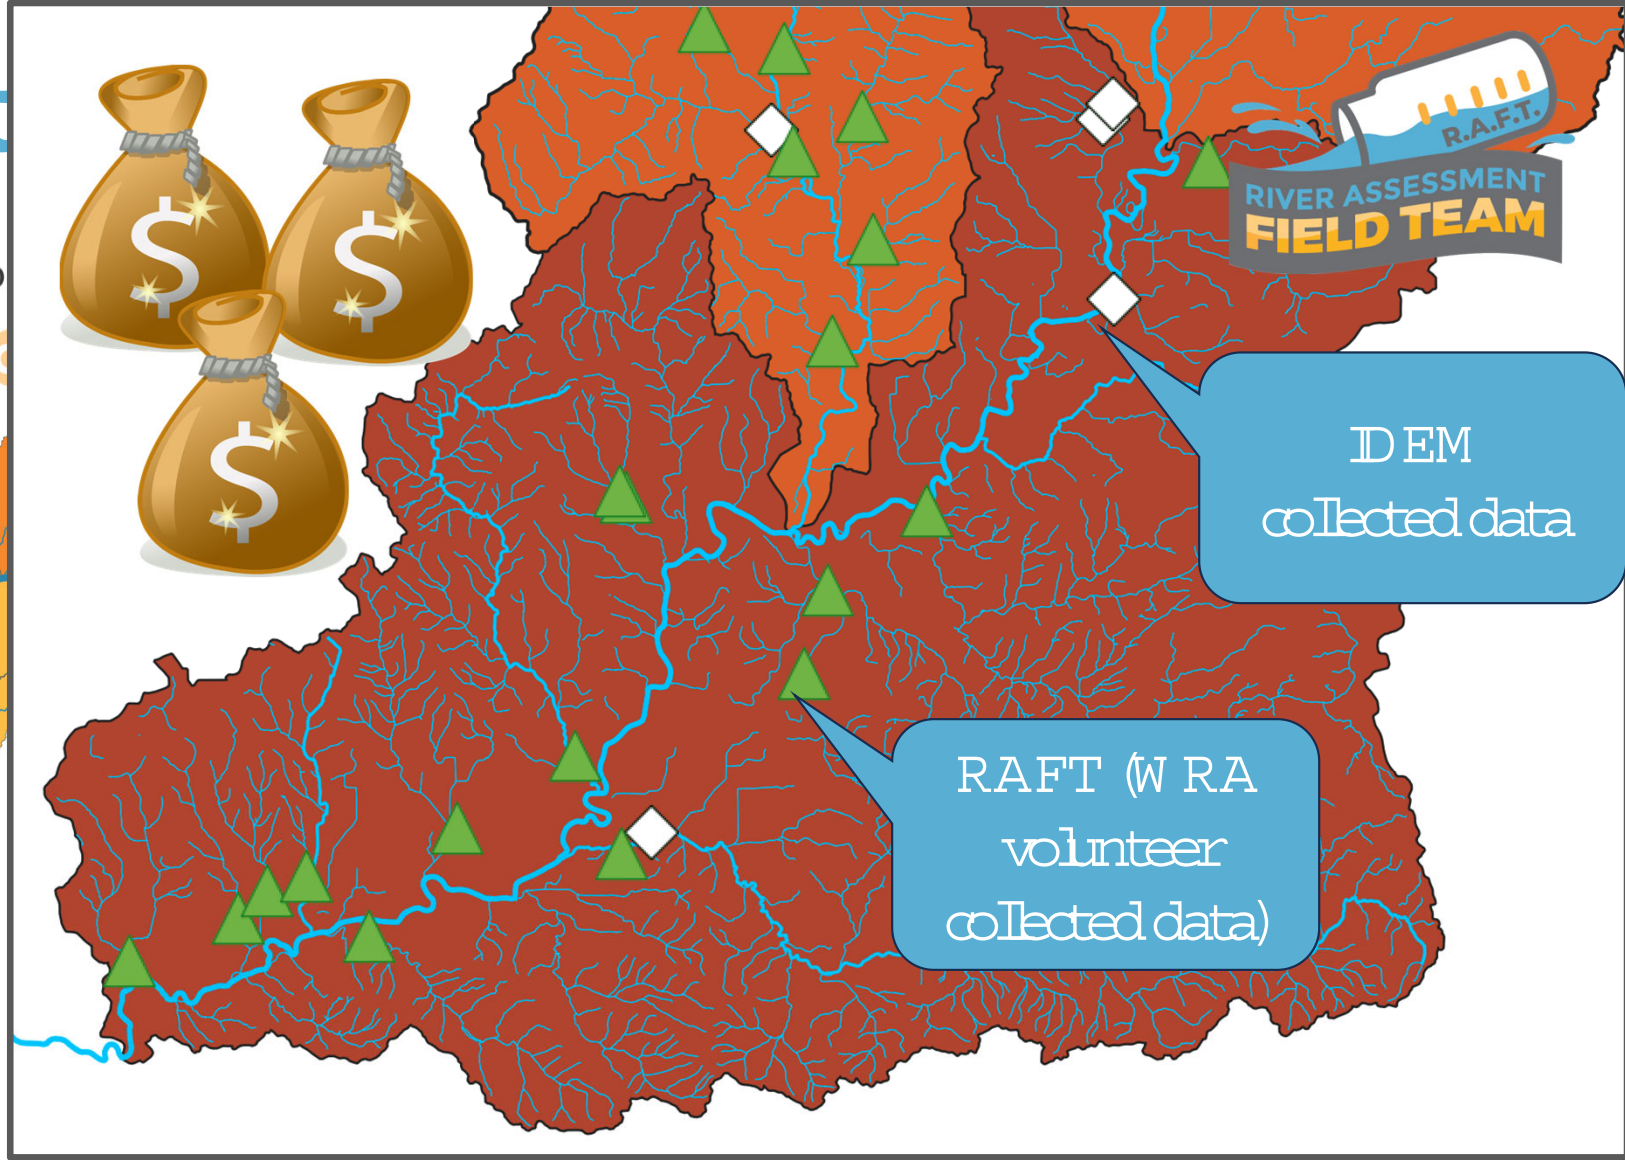 $
$
$
R.A.F.T.
RIVER ASSESSMENT
FIELD TEAM
IDEM
collected data
RAFT (WRA
volunteer
collected data)